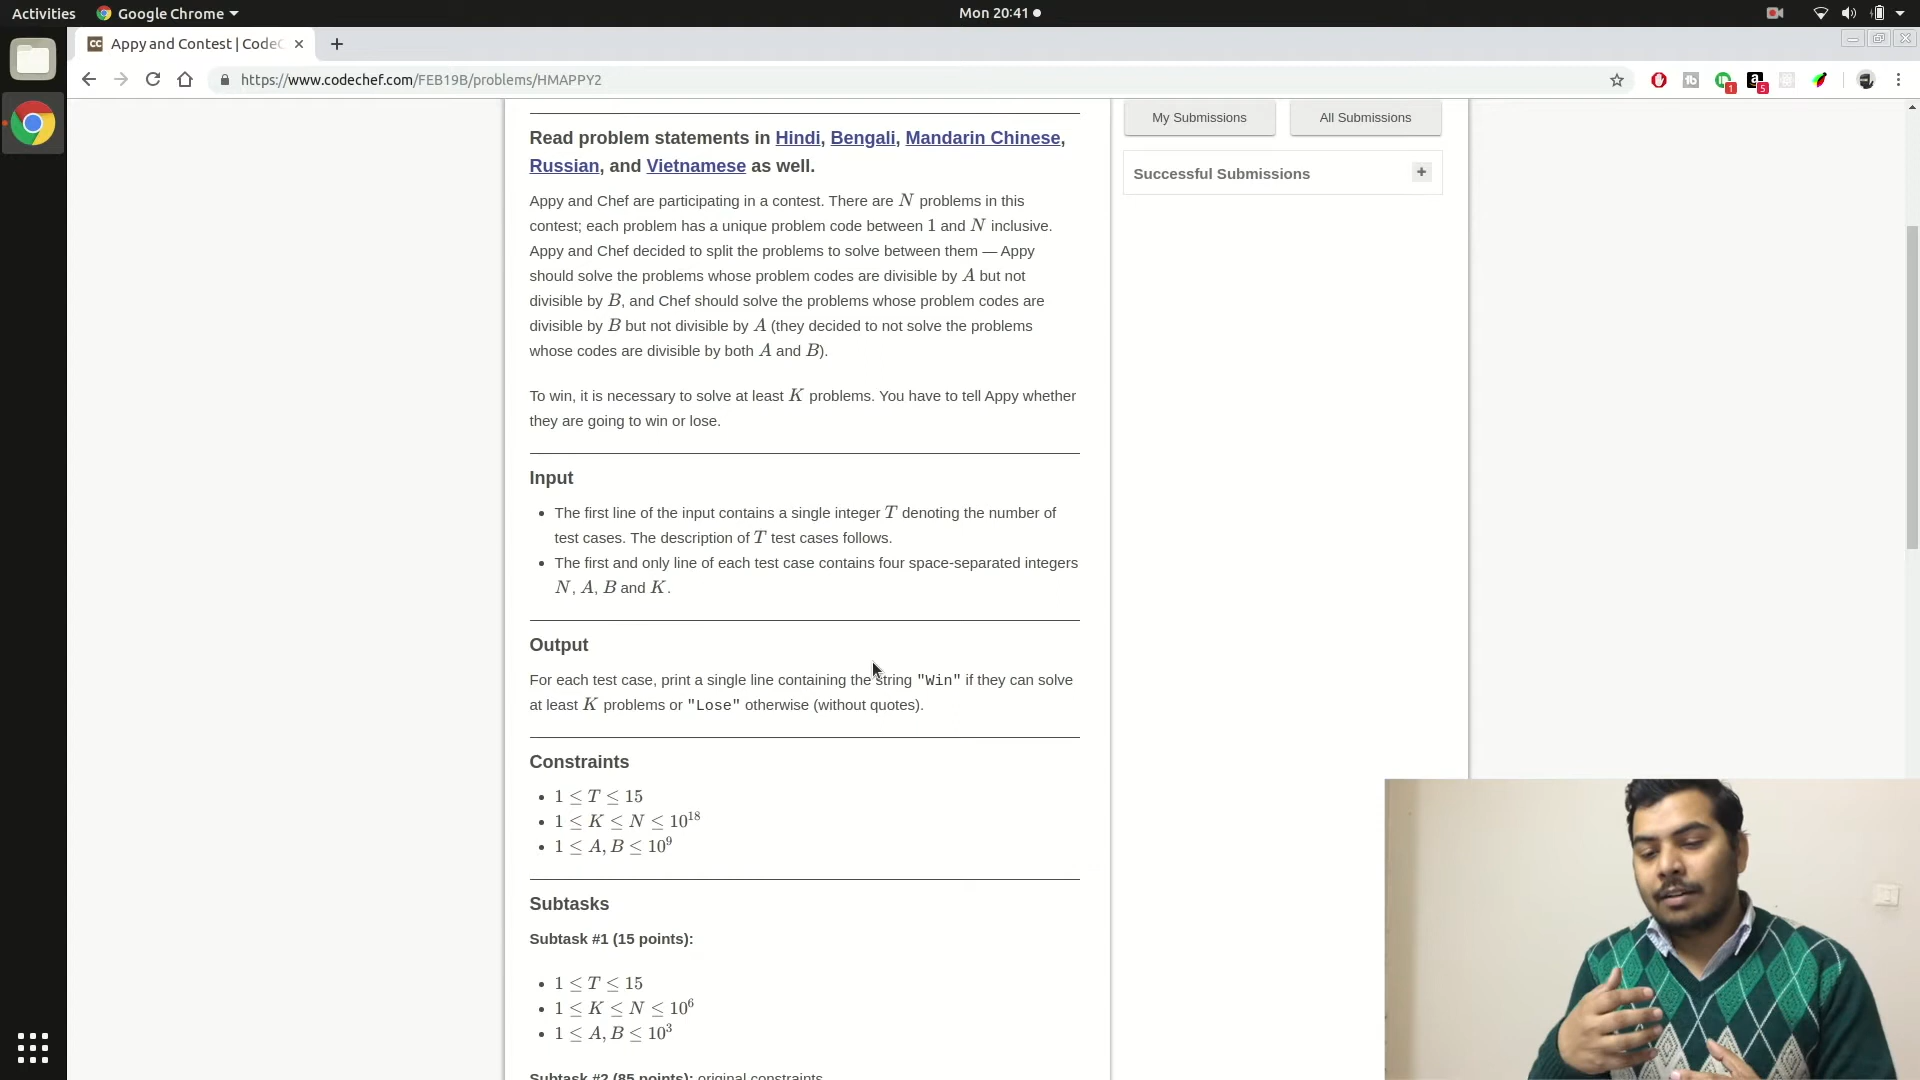 Activities Google Chrome Mon 20:41
Appy and Contest | CodeC
https://www.codechef.com/FEB19B/problems/HMAPPY2
1 5
My Submissions All Submissions
Successful Submissions +
Read problem statements in Hindi, Bengali, Mandarin Chinese,
Russian, and Vietnamese as well.
Appy and Chef are participating in a contest. There are N problems in this
contest; each problem has a unique problem code between 1 and N inclusive.
Appy and Chef decided to split the problems to solve between them — Appy
should solve the problems whose problem codes are divisible by A but not
divisible by B, and Chef should solve the problems whose problem codes are
divisible by B but not divisible by A (they decided to not solve the problems
whose codes are divisible by both A and B).
To win, it is necessary to solve at least K problems. You have to tell Appy whether
they are going to win or lose.
Input
• The first line of the input contains a single integer T denoting the number of
test cases. The description of T test cases follows.
• The first and only line of each test case contains four space-separated integers
N, A, B and K.
Output
For each test case, print a single line containing the string "Win" if they can solve
at least K problems or "Lose" otherwise (without quotes).
Constraints
• 1 ≤ T ≤ 15
• 1 ≤ K ≤ N ≤ 10^18
• 1 ≤ A, B ≤ 10^9
Subtasks
Subtask #1 (15 points):
• 1 ≤ T ≤ 15
• 1 ≤ K ≤ N ≤ 10^6
• 1 ≤ A, B ≤ 10^3
Subtask #2 (85 points): original constraints